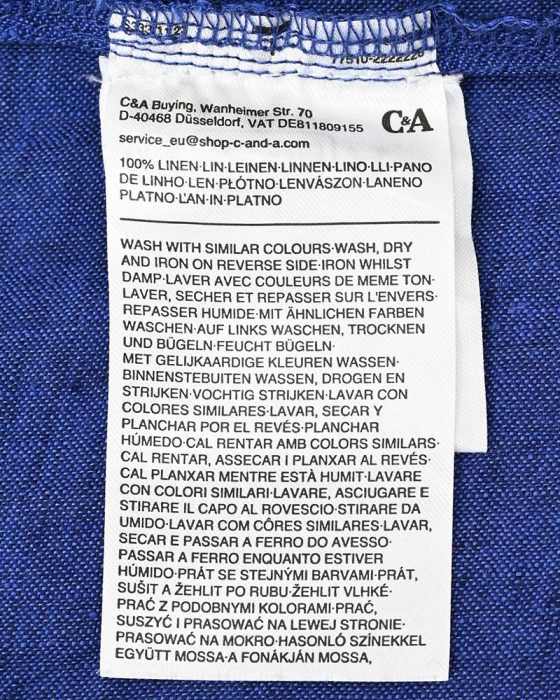 C&A Buying, Wanheimer Str. 70
D-40468 Düsseldorf, VAT DE811809155
C&A
service_eu@shop-c-and-a.com
100% LINEN·LIN·LEINEN·LINNEN·LINO·LLI·PANO
DE LINHO·LEN·PŁÓTNO·LENVÁSZON·LANENO
PLATNO·ĽAN·IN·PLATNO
WASH WITH SIMILAR COLOURS·WASH, DRY
AND IRON ON REVERSE SIDE·IRON WHILST
DAMP·LAVER AVEC COULEURS DE MEME TON·
LAVER, SECHER ET REPASSER SUR L'ENVERS·
REPASSER HUMIDE·MIT ÄHNLICHEN FARBEN
WASCHEN·AUF LINKS WASCHEN, TROCKNEN
UND BÜGELN·FEUCHT BÜGELN·
MET GELIJKAARDIGE KLEUREN WASSEN·
BINNENSTEBUITEN WASSEN, DROGEN EN
STRIJKEN·VOCHTIG STRIJKEN·LAVAR CON
COLORES SIMILARES·LAVAR, SECAR Y
PLANCHAR POR EL REVÉS·PLANCHAR
HÚMEDO·CAL RENTAR AMB COLORS SIMILARS·
CAL RENTAR, ASSECAR I PLANXAR AL REVÉS·
CAL PLANXAR MENTRE ESTÀ HUMIT·LAVARE
CON COLORI SIMILARI·LAVARE, ASCIUGARE E
STIRARE IL CAPO AL ROVESCIO·STIRARE DA
UMIDO·LAVAR COM CÔRES SIMILARES·LAVAR,
SECAR E PASSAR A FERRO DO AVESSO·
PASSAR A FERRO ENQUANTO ESTIVER
HÚMIDO·PRÁT SE STEJNÝMI BARVAMI·PRÁT,
SUŠIT A ŽEHLIT PO RUBU·ŽEHLIT VLHKÉ·
PRAĆ Z PODOBNYMI KOLORAMI·PRAĆ,
SUSZYĆ I PRASOWAĆ NA LEWEJ STRONIE·
PRASOWAĆ NA MOKRO·HASONLÓ SZÍNEKKEL
EGYÜTT MOSSA·A FONÁKJÁN MOSSA,